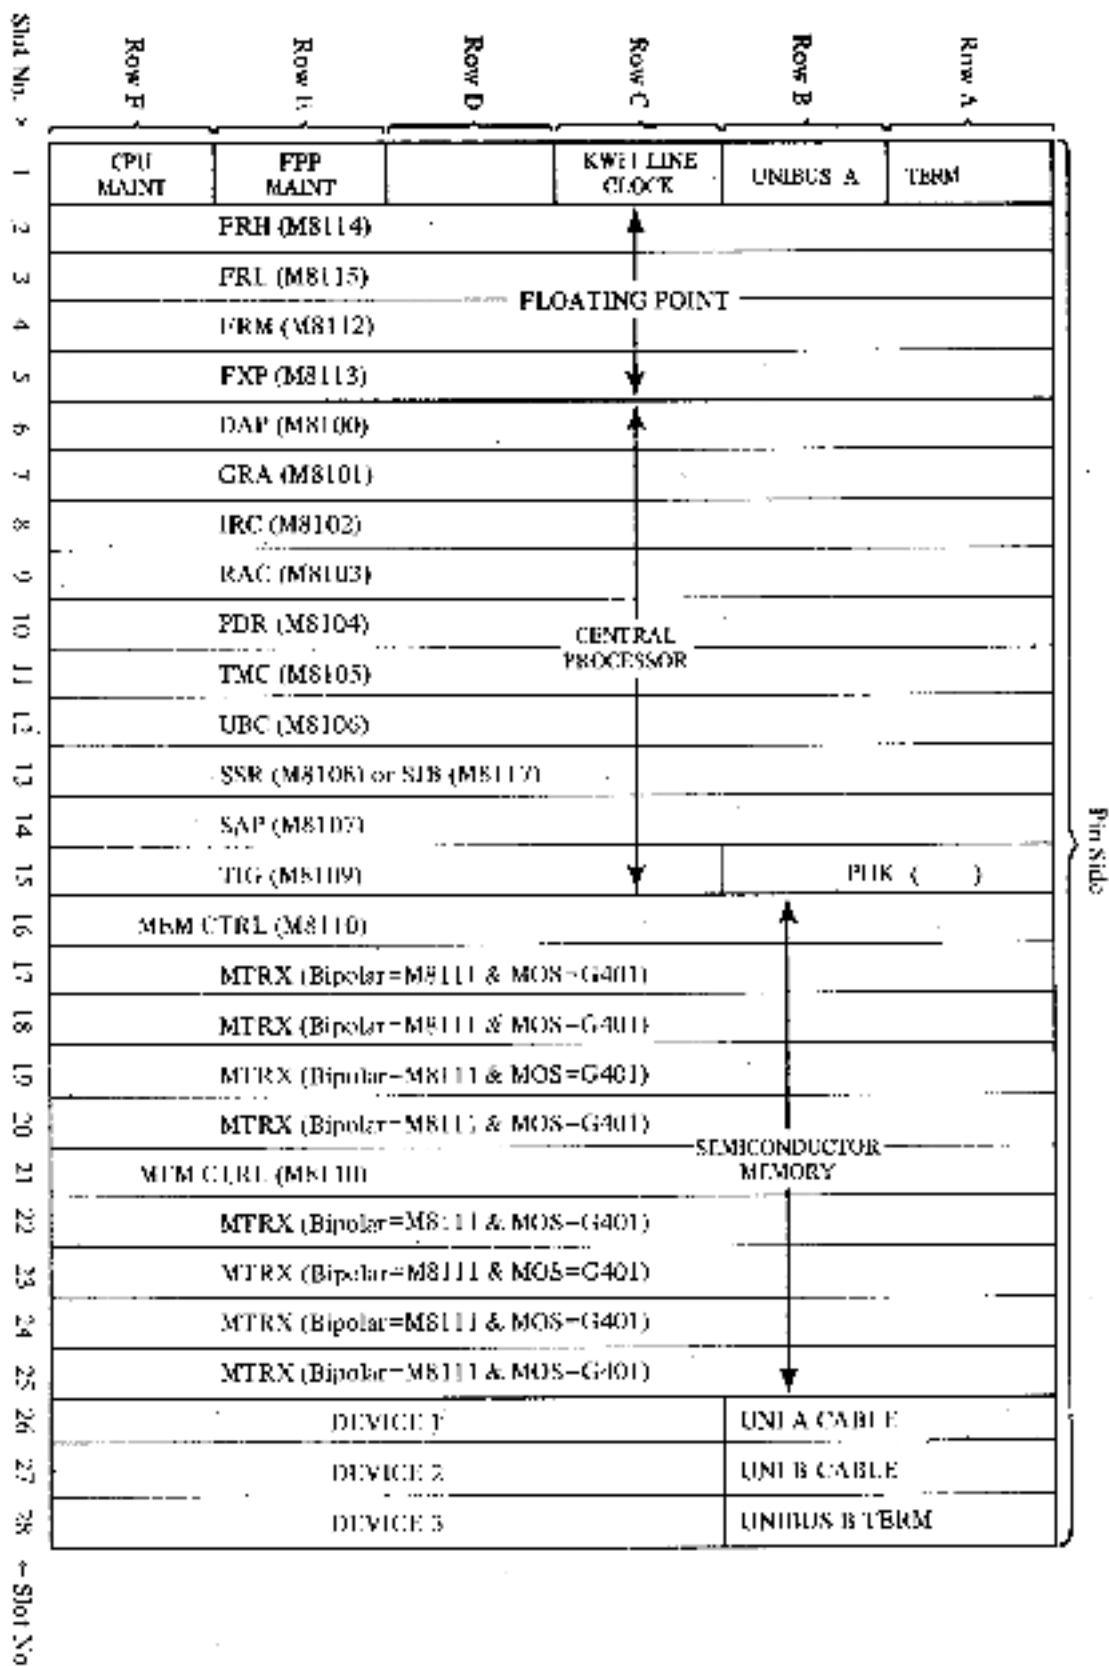 Slot No. >
Row F
Row E
Row D
Row C
Row B
Row A
1
CPU MAINT
FPP MAINT
KW11 LINE CLOCK
UNIBUS A
TERM
2
FRH (M8114)
3
FRL (M8115)
FLOATING POINT
4
FRM (M8112)
5
FXP (M8113)
6
DAP (M8100)
7
GRA (M8101)
8
IRC (M8102)
9
RAC (M8103)
10
PDR (M8104)
CENTRAL
PROCESSOR
11
TMC (M8105)
12
UBC (M8106)
13
SSR (M8108) or SJB (M8117)
14
SAP (M8107)
Pin Side
15
TIG (M8109)
( )
16
MEM CTRL (M8110)
17
MTRX (Bipolar=M8111 & MOS=G401)
18
MTRX (Bipolar=M8111 & MOS=G401)
19
MTRX (Bipolar=M8111 & MOS=G401)
20
MTRX (Bipolar=M8111 & MOS=G401)
SEMICONDUCTOR
MEMORY
21
MEM CTRL (M8110)
22
MTRX (Bipolar=M8111 & MOS=G401)
23
MTRX (Bipolar=M8111 & MOS=G401)
24
MTRX (Bipolar=M8111 & MOS=G401)
25
MTRX (Bipolar=M8111 & MOS=G401)
26
DEVICE 1
UNI A CABLE
27
DEVICE 2
UNI B CABLE
28
DEVICE 3
UNIBUS B TERM
← Slot No